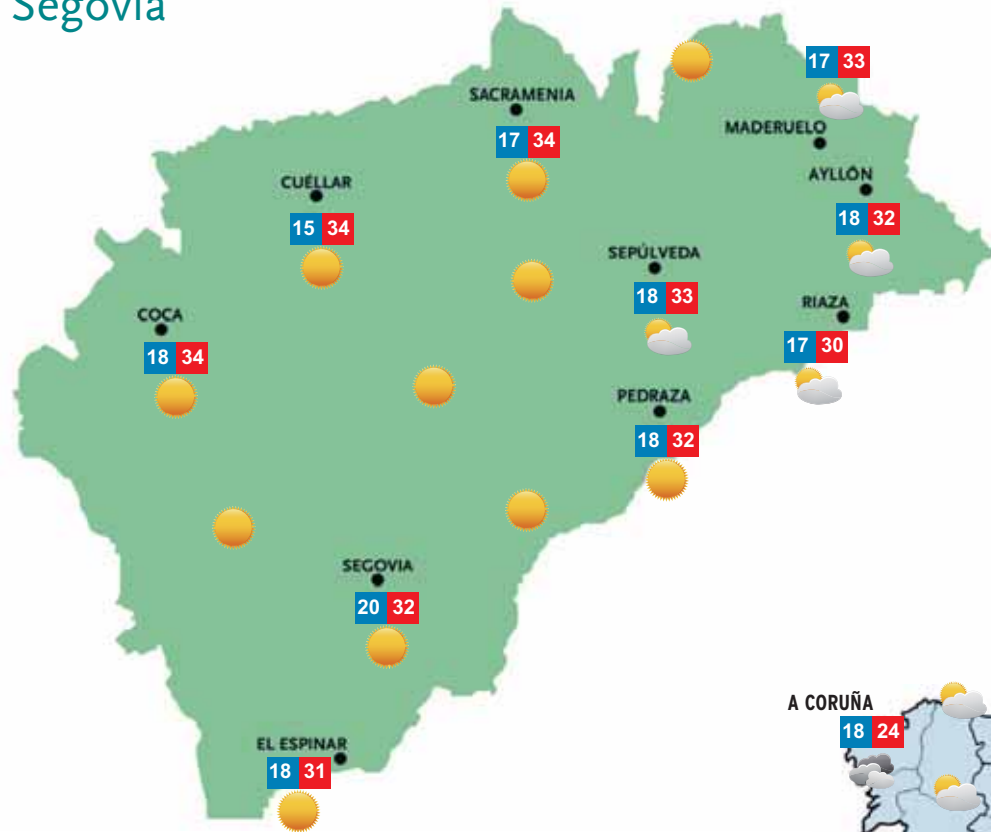 Segovia
17 33
SACRAMENIA
17 34
MADERUELO
AYLLÓN
18 32
CUÉLLAR
15 34
SEPÚLVEDA
18 33
RIAZA
17 30
COCA
18 34
PEDRAZA
18 32
SEGOVIA
20 32
A CORUÑA
18 24
EL ESPINAR
18 31